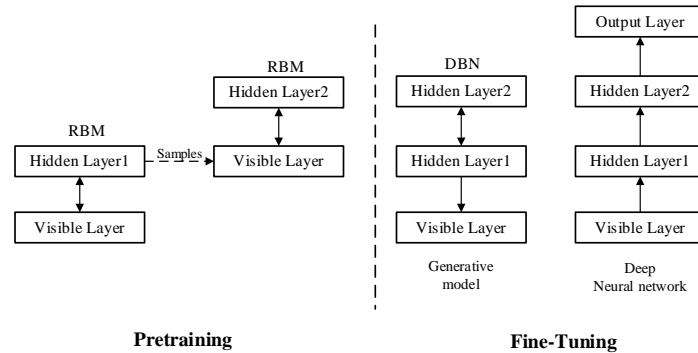 RBM
Hidden Layer1
Visible Layer
Samples
RBM
Hidden Layer2
Visible Layer
Pretraining
DBN
Hidden Layer2
Hidden Layer1
Visible Layer
Generative
model
Output Layer
Hidden Layer2
Hidden Layer1
Visible Layer
Deep
Neural network
Fine-Tuning